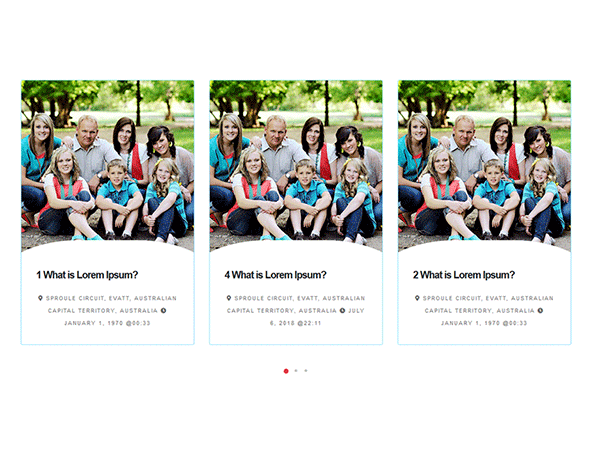 1 What is Lorem Ipsum?
SPROULE CIRCUIT, EVATT, AUSTRALIAN
CAPITAL TERRITORY, AUSTRALIA
JANUARY 1, 1970 @00:33
4 What is Lorem Ipsum?
SPROULE CIRCUIT, EVATT, AUSTRALIAN
CAPITAL TERRITORY, AUSTRALIA JULY
6, 2018 @22:11
2 What is Lorem Ipsum?
SPROULE CIRCUIT, EVATT, AUSTRALIAN
CAPITAL TERRITORY, AUSTRALIA
JANUARY 1, 1970 @00:33